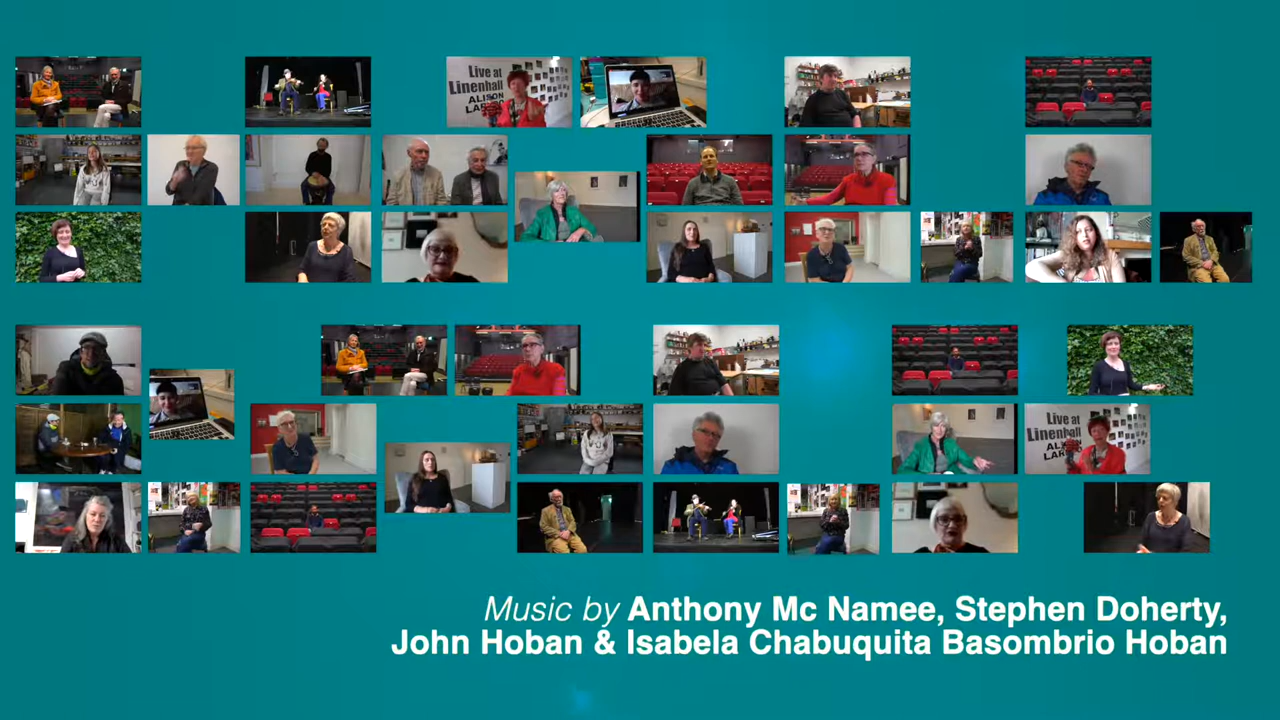 Live at
Linenhall
ALISON
Live at
Linenhall
Music by Anthony Mc Namee, Stephen Doherty,
John Hoban & Isabela Chabuquita Basombrio Hoban